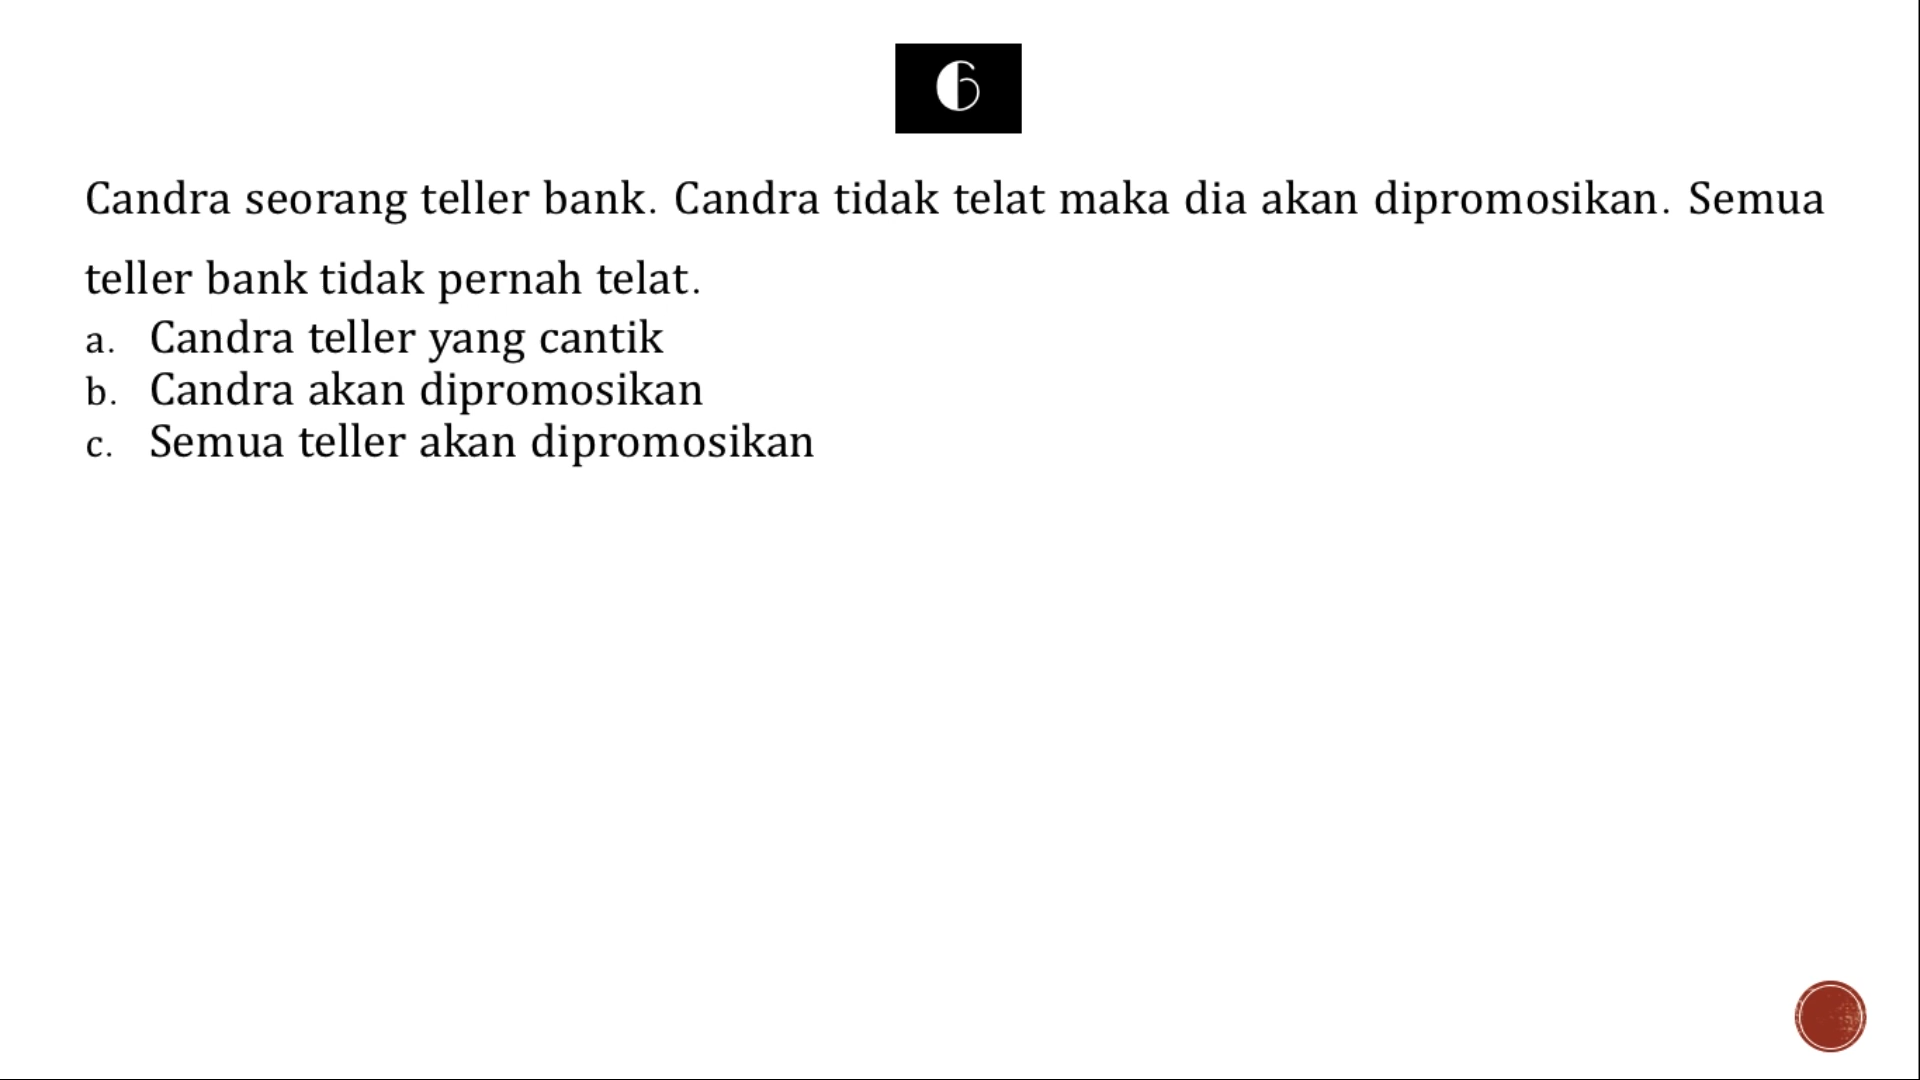 6
Candra seorang teller bank. Candra tidak telat maka dia akan dipromosikan. Semua
teller bank tidak pernah telat.
a. Candra teller yang cantik
b. Candra akan dipromosikan
c. Semua teller akan dipromosikan